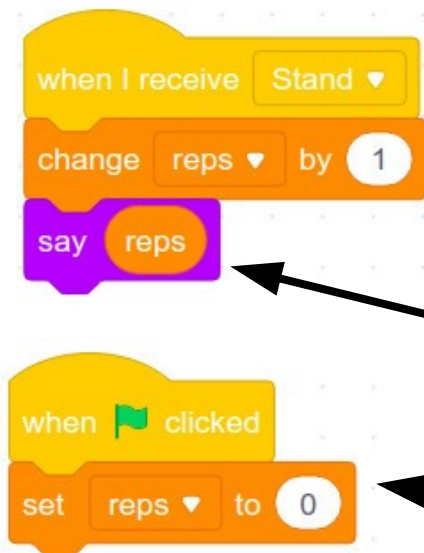 when I receive Stand
change reps by 1
say reps
when clicked
set reps to 0